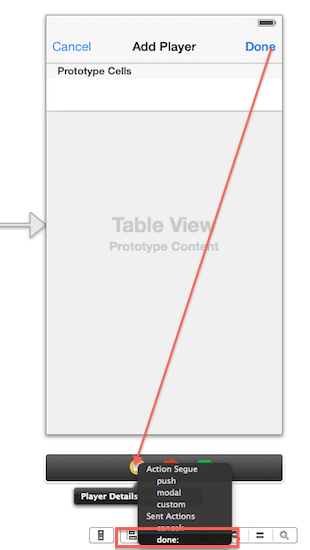 Cancel Add Player Done
Prototype Cells
Table View
Prototype Content
Action Segue
push
modal
custom
Player Details
Sent Actions
cancel:
done: